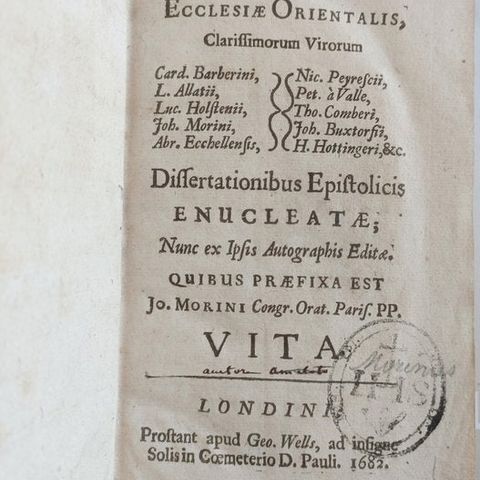 ECCLESIÆ ORIENTALIS,
Clariſſimorum Virorum
Card. Barberini,
L. Allatii,
Luc. Holſtenii,
Joh. Morini,
Abr. Ecchellenſis,
Nic. Peyreſcii,
Pet. à Valle,
Tho. Comberi,
Joh. Buxtorfii,
H. Hottingeri, &c.
Diſſertationibus Epiſtolicis
ENUCLEATÆ;
Nunc ex Ipſis Autographis Editæ.
QUIBUS PRÆFIXA EST
JO. MORINI Congr. Orat. Pariſ. PP.
VITA.
LONDINI
Proſtant apud Geo. Wells, ad inſigne
Solis in Cœmeterio D. Pauli. 1682.